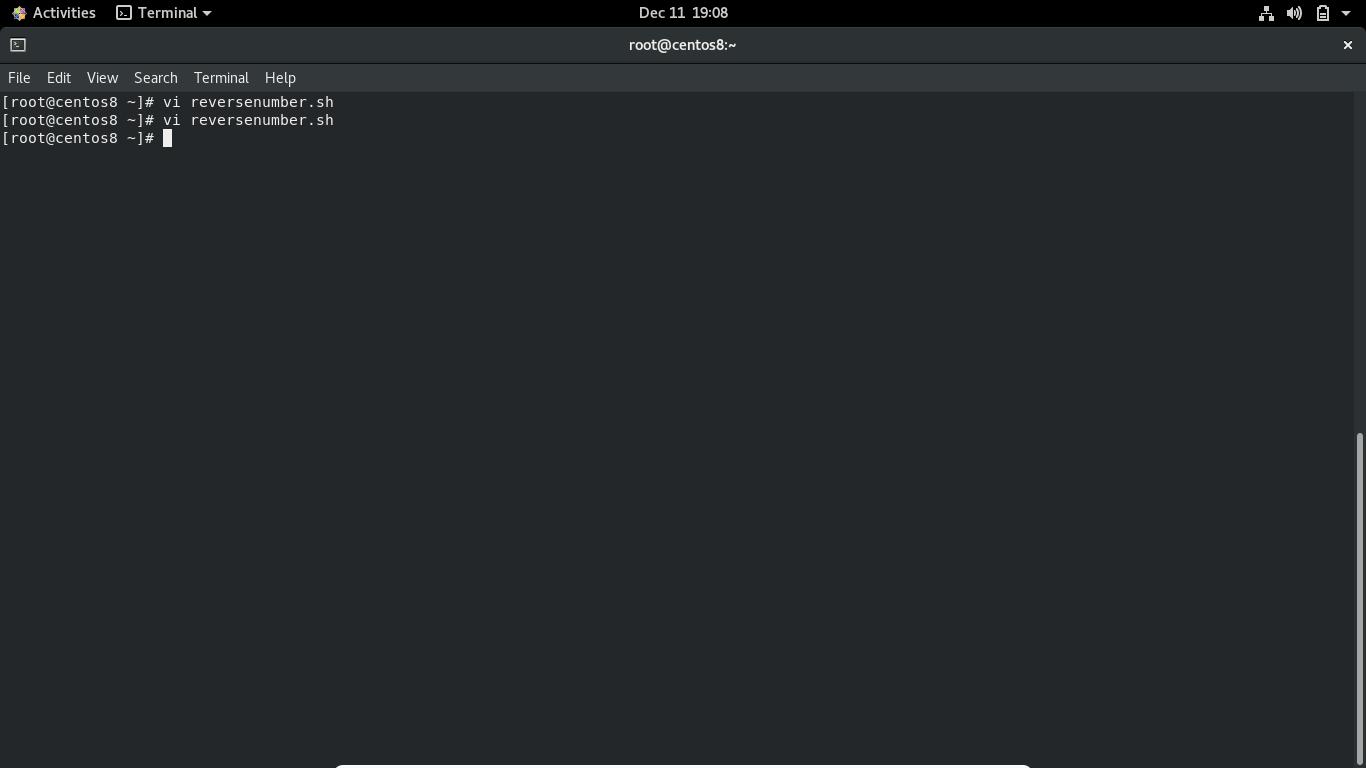 Activities Terminal Dec 11 19:08
root@centos8:~
File Edit View Search Terminal Help
[root@centos8 ~]# vi reversenumber.sh
[root@centos8 ~]# vi reversenumber.sh
[root@centos8 ~]#